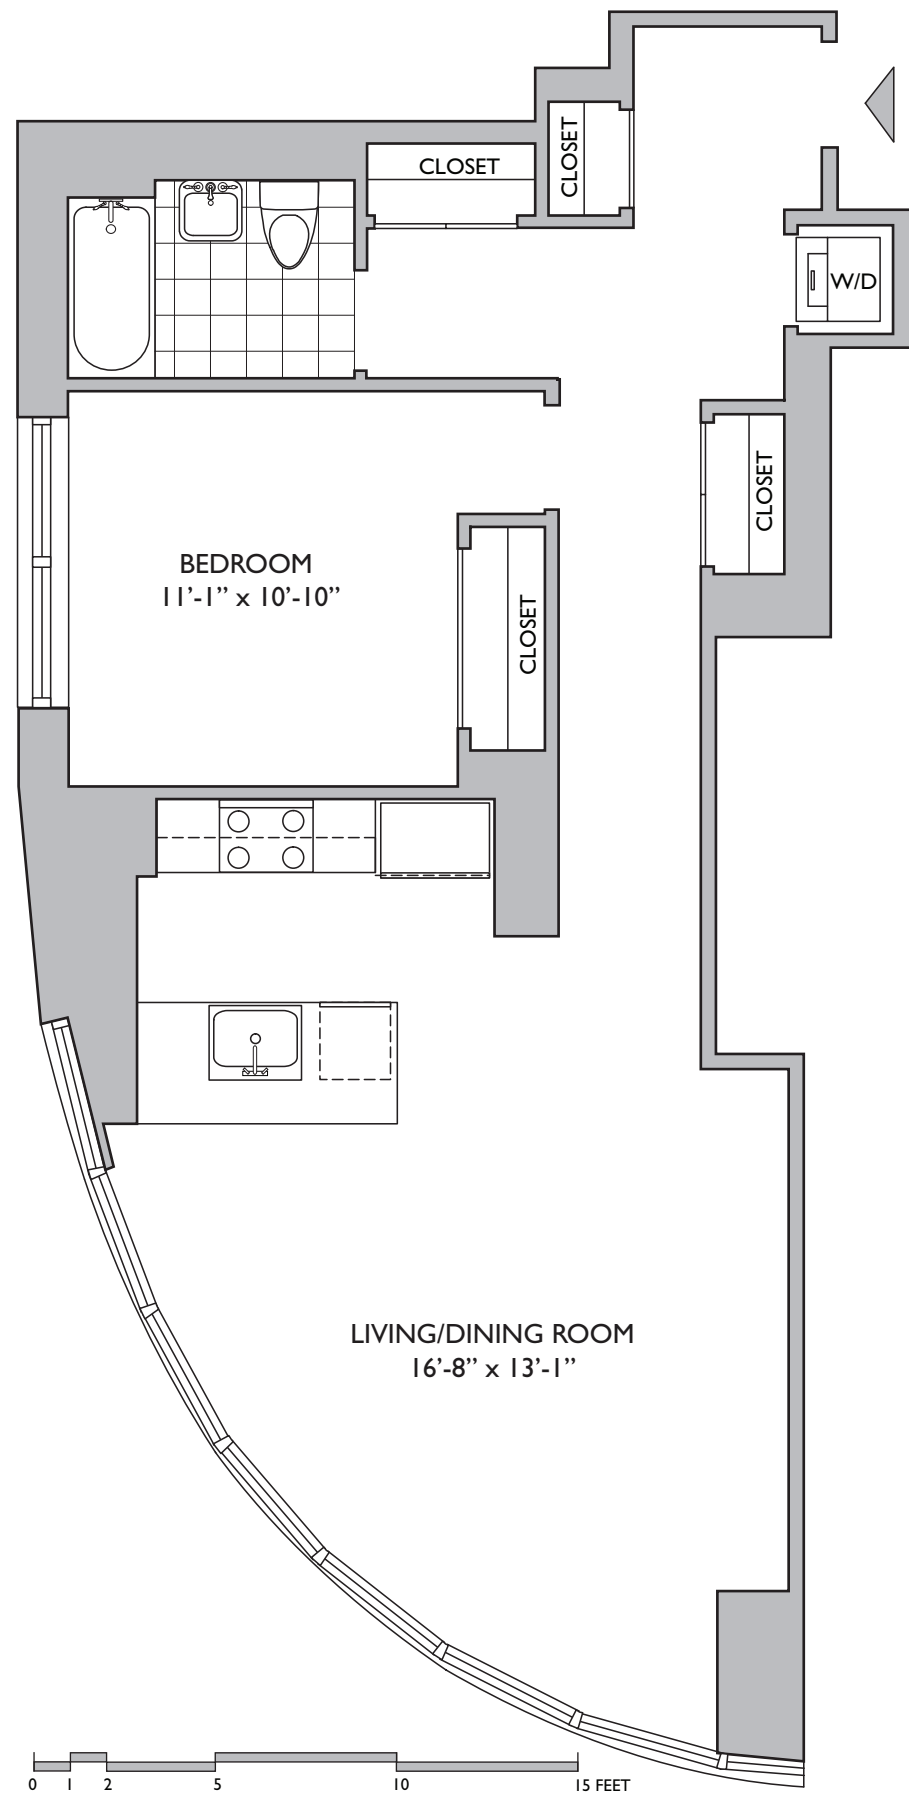 CLOSET
CLOSET
W/D
CLOSET
BEDROOM
11’-1” x 10’-10”
CLOSET
LIVING/DINING ROOM
16’-8” x 13’-1”
0 1 2 5 10 15 FEET